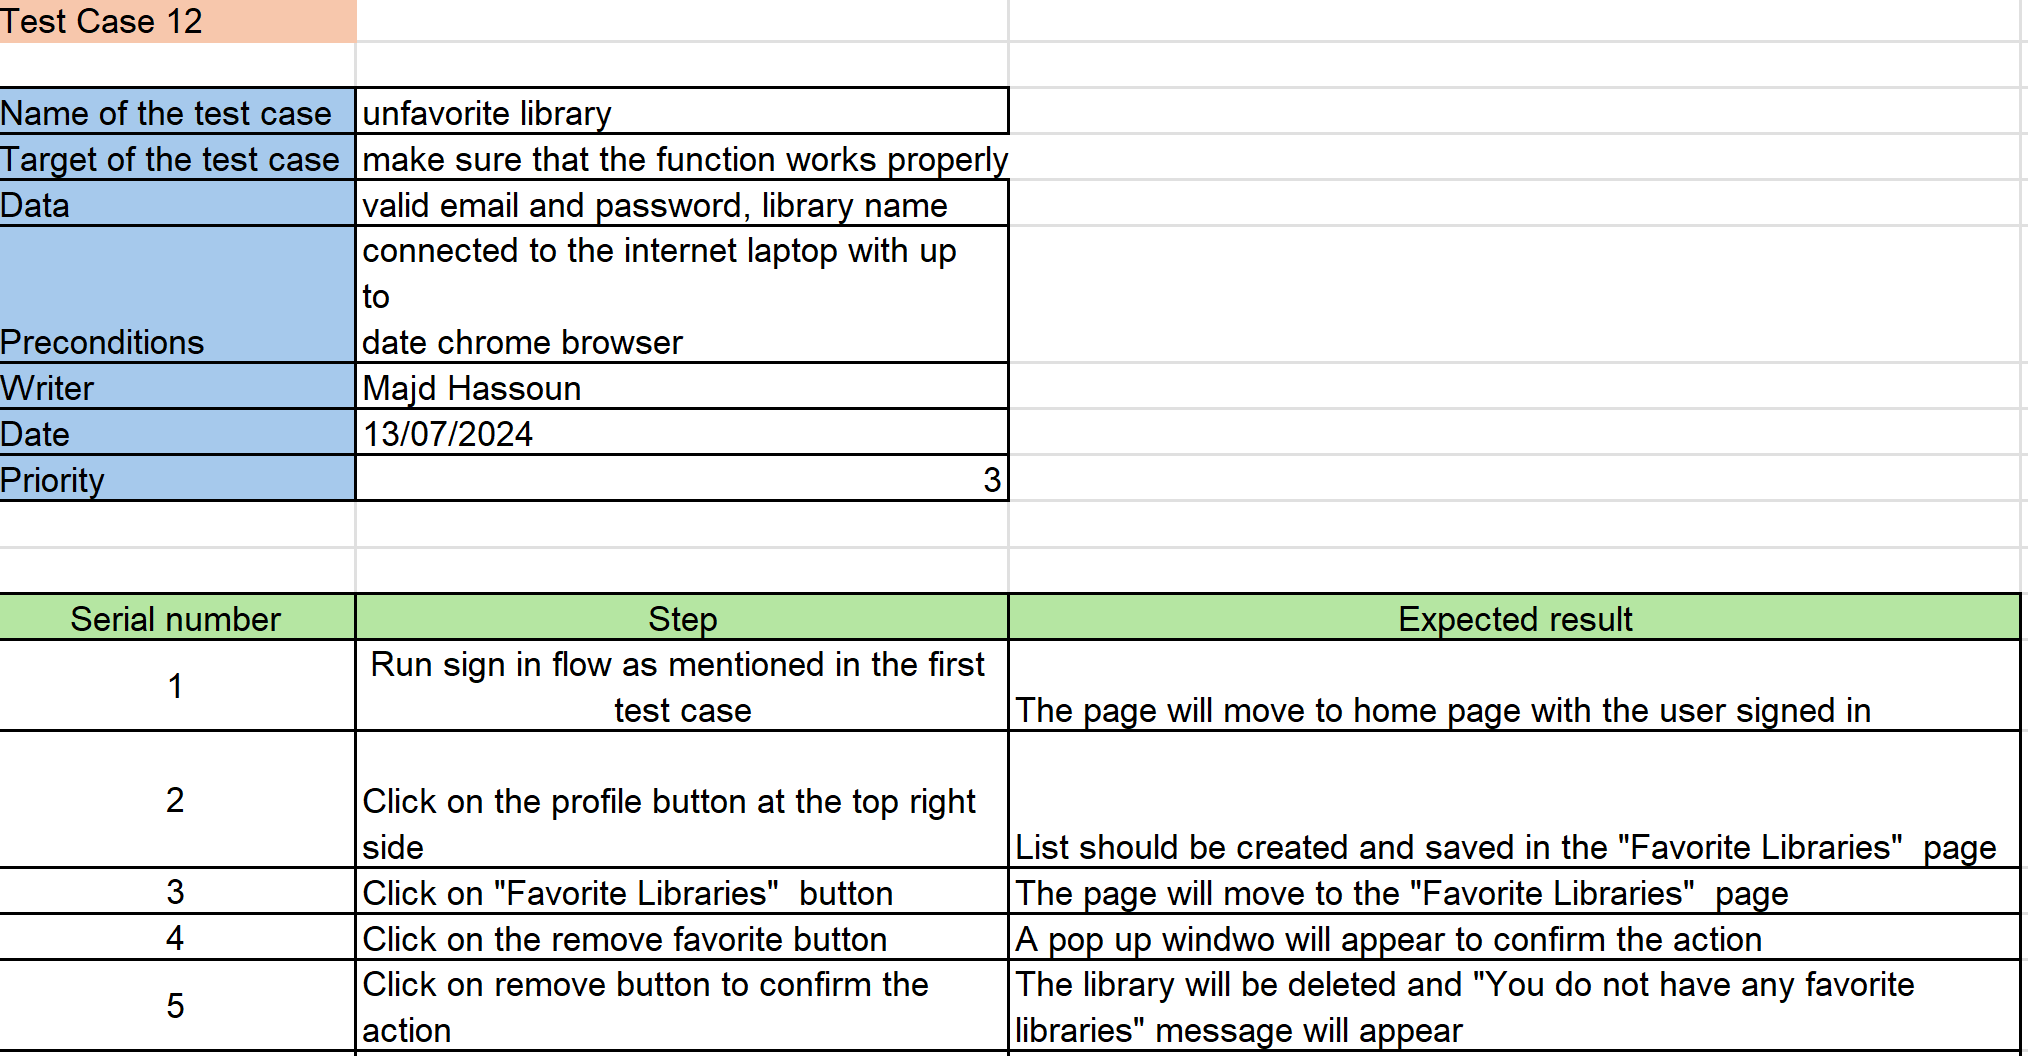 Test Case 12
Name of the test case unfavorite library
Target of the test case make sure that the function works properly
Data valid email and password, library name
connected to the internet laptop with up
to
Preconditions date chrome browser
Writer Majd Hassoun
Date 13/07/2024
Priority 3
Serial number Step Expected result
1 Run sign in flow as mentioned in the first
test case The page will move to home page with the user signed in
2 Click on the profile button at the top right
side List should be created and saved in the "Favorite Libraries"  page
3 Click on "Favorite Libraries"  button The page will move to the "Favorite Libraries"  page
4 Click on the remove favorite button A pop up windwo will appear to confirm the action
5 Click on remove button to confirm the
action The library will be deleted and "You do not have any favorite
libraries" message will appear